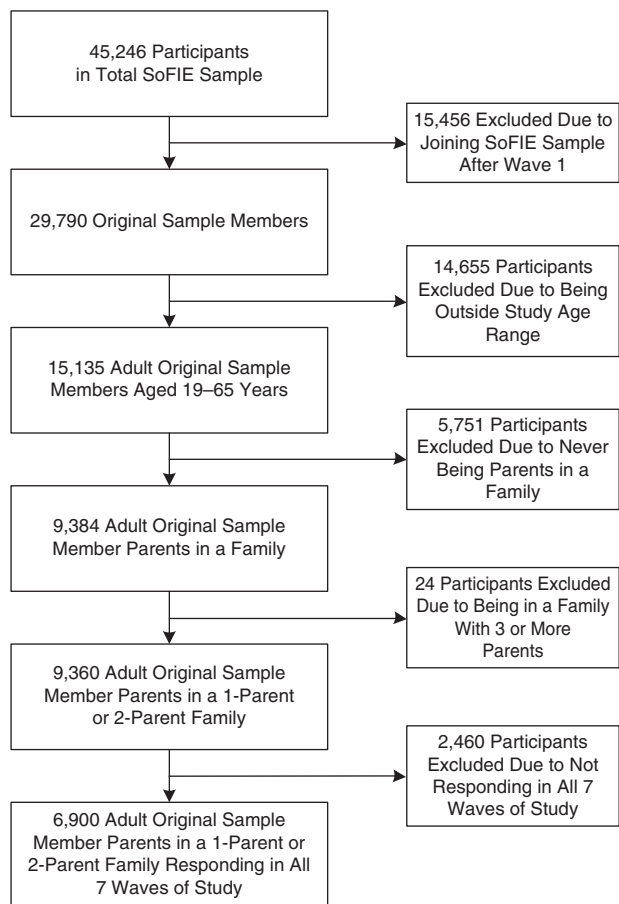 45,246 Participants
in Total SoFIE Sample
15,456 Excluded Due to
Joining SoFIE Sample
After Wave 1
29,790 Original Sample Members
14,655 Participants
Excluded Due to Being
Outside Study Age
Range
15,135 Adult Original Sample
Members Aged 19–65 Years
5,751 Participants
Excluded Due to Never
Being Parents in a
Family
9,384 Adult Original Sample
Member Parents in a Family
24 Participants Excluded
Due to Being in a Family
With 3 or More
Parents
9,360 Adult Original Sample
Member Parents in a 1-Parent
or 2-Parent Family
2,460 Participants
Excluded Due to Not
Responding in All 7
Waves of Study
6,900 Adult Original Sample
Member Parents in a 1-Parent or
2-Parent Family Responding in All
7 Waves of Study